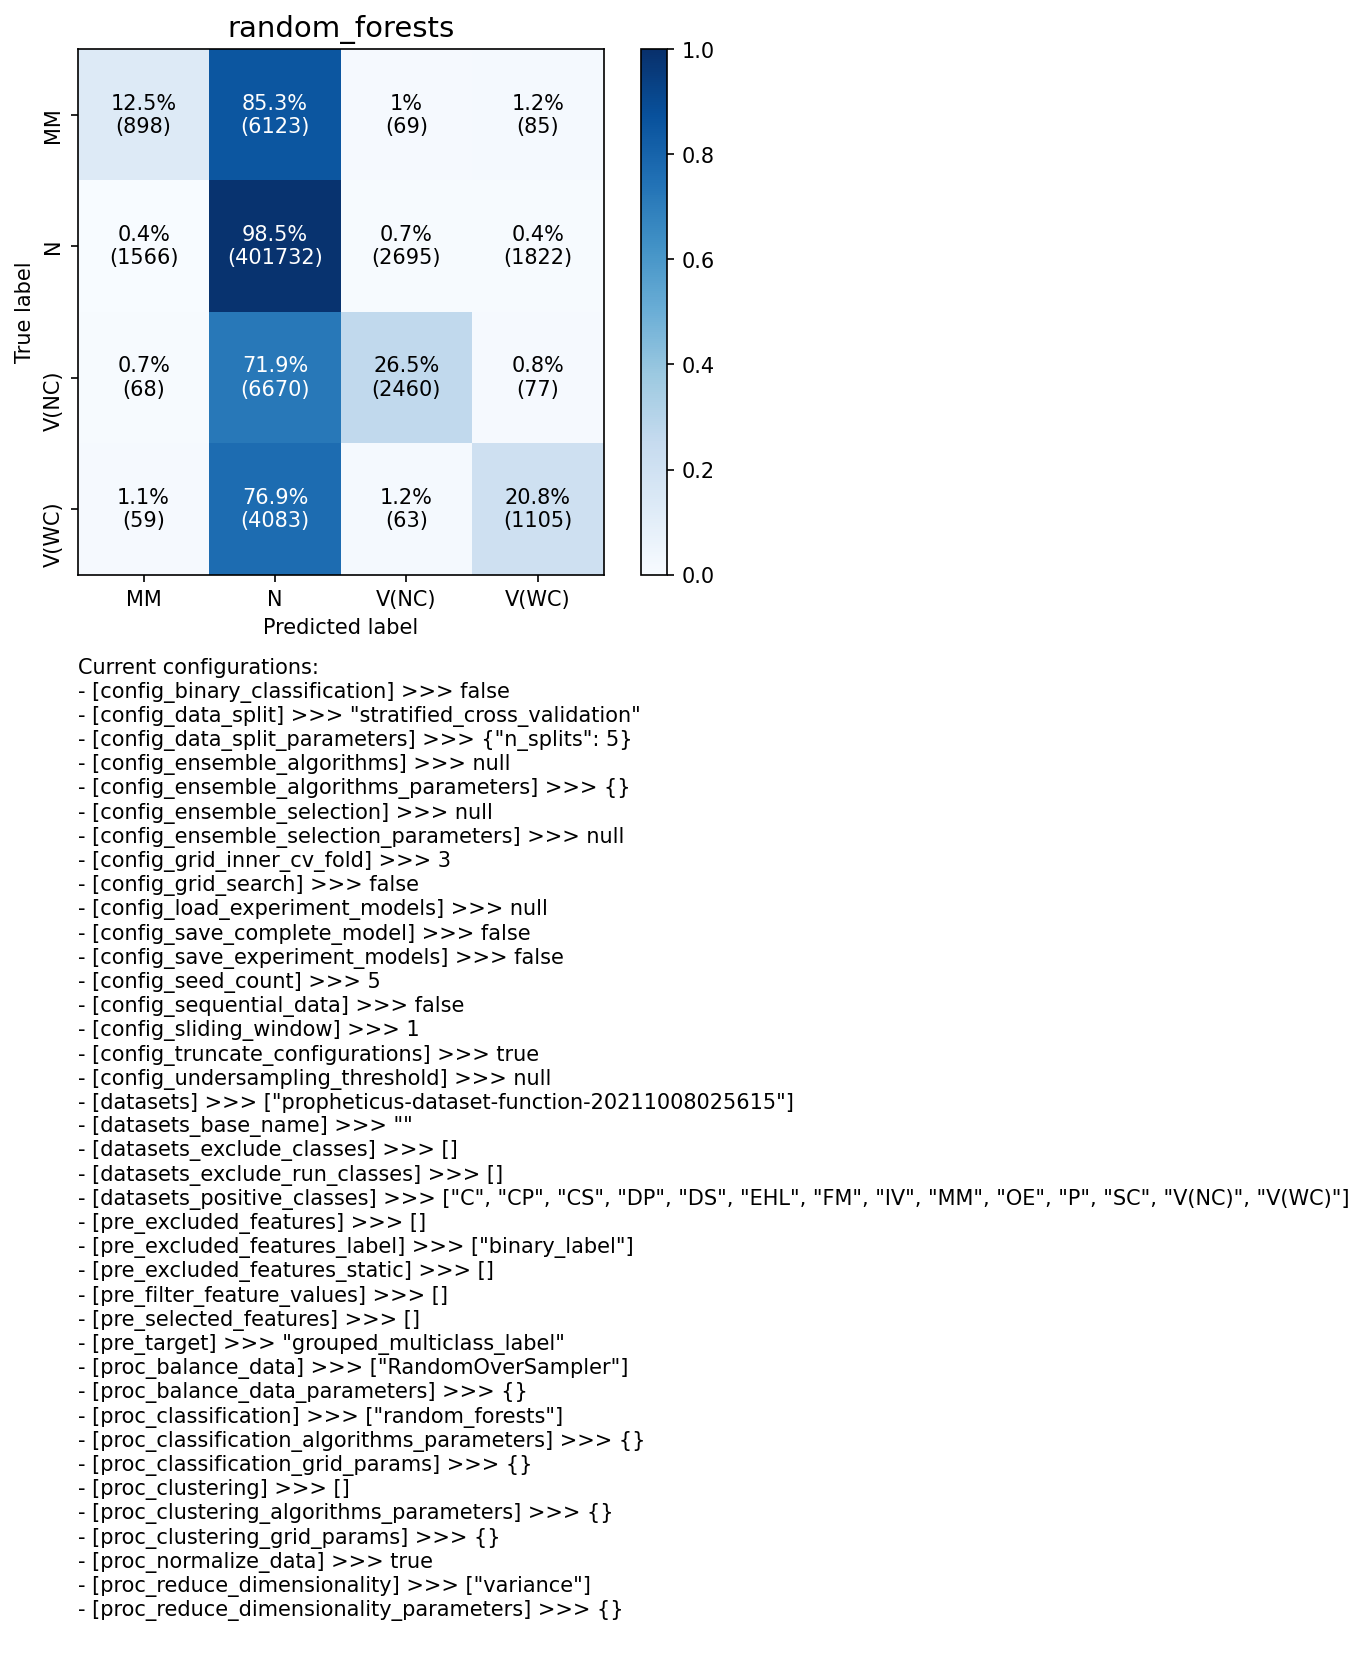 random_forests
12.5% 85.3% 1% 1.2%
(898) (6123) (69) (85)
0.4% 98.5% 0.7% 0.4%
(1566) (401732) (2695) (1822)
0.7% 71.9% 26.5% 0.8%
(68) (6670) (2460) (77)
1.1% 76.9% 1.2% 20.8%
(59) (4083) (63) (1105)
True label
MM
N
V(NC)
V(WC)
MM N V(NC) V(WC)
Predicted label
1.0
0.8
0.6
0.4
0.2
0.0
Current configurations:
- [config_binary_classification] >>> false
- [config_data_split] >>> "stratified_cross_validation"
- [config_data_split_parameters] >>> {"n_splits": 5}
- [config_ensemble_algorithms] >>> null
- [config_ensemble_algorithms_parameters] >>> {}
- [config_ensemble_selection] >>> null
- [config_ensemble_selection_parameters] >>> null
- [config_grid_inner_cv_fold] >>> 3
- [config_grid_search] >>> false
- [config_load_experiment_models] >>> null
- [config_save_complete_model] >>> false
- [config_save_experiment_models] >>> false
- [config_seed_count] >>> 5
- [config_sequential_data] >>> false
- [config_sliding_window] >>> 1
- [config_truncate_configurations] >>> true
- [config_undersampling_threshold] >>> null
- [datasets] >>> ["propheticus-dataset-function-20211008025615"]
- [datasets_base_name] >>> ""
- [datasets_exclude_classes] >>> []
- [datasets_exclude_run_classes] >>> []
- [datasets_positive_classes] >>> ["C", "CP", "CS", "DP", "DS", "EHL", "FM", "IV", "MM", "OE", "P", "SC", "V(NC)", "V(WC)"]
- [pre_excluded_features] >>> []
- [pre_excluded_features_label] >>> ["binary_label"]
- [pre_excluded_features_static] >>> []
- [pre_filter_feature_values] >>> []
- [pre_selected_features] >>> []
- [pre_target] >>> "grouped_multiclass_label"
- [proc_balance_data] >>> ["RandomOverSampler"]
- [proc_balance_data_parameters] >>> {}
- [proc_classification] >>> ["random_forests"]
- [proc_classification_algorithms_parameters] >>> {}
- [proc_classification_grid_params] >>> {}
- [proc_clustering] >>> []
- [proc_clustering_algorithms_parameters] >>> {}
- [proc_clustering_grid_params] >>> {}
- [proc_normalize_data] >>> true
- [proc_reduce_dimensionality] >>> ["variance"]
- [proc_reduce_dimensionality_parameters] >>> {}